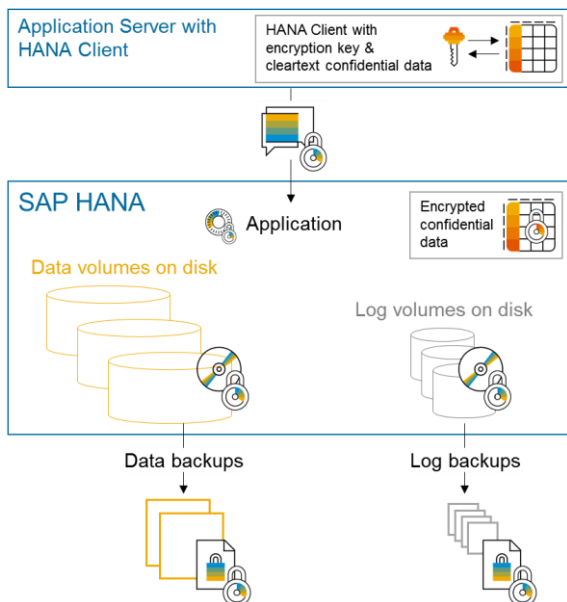 Application Server with
HANA Client
HANA Client with
encryption key &
cleartext confidential data
SAP HANA
Application
Encrypted
confidential
data
Data volumes on disk
Log volumes on disk
Data backups
Log backups